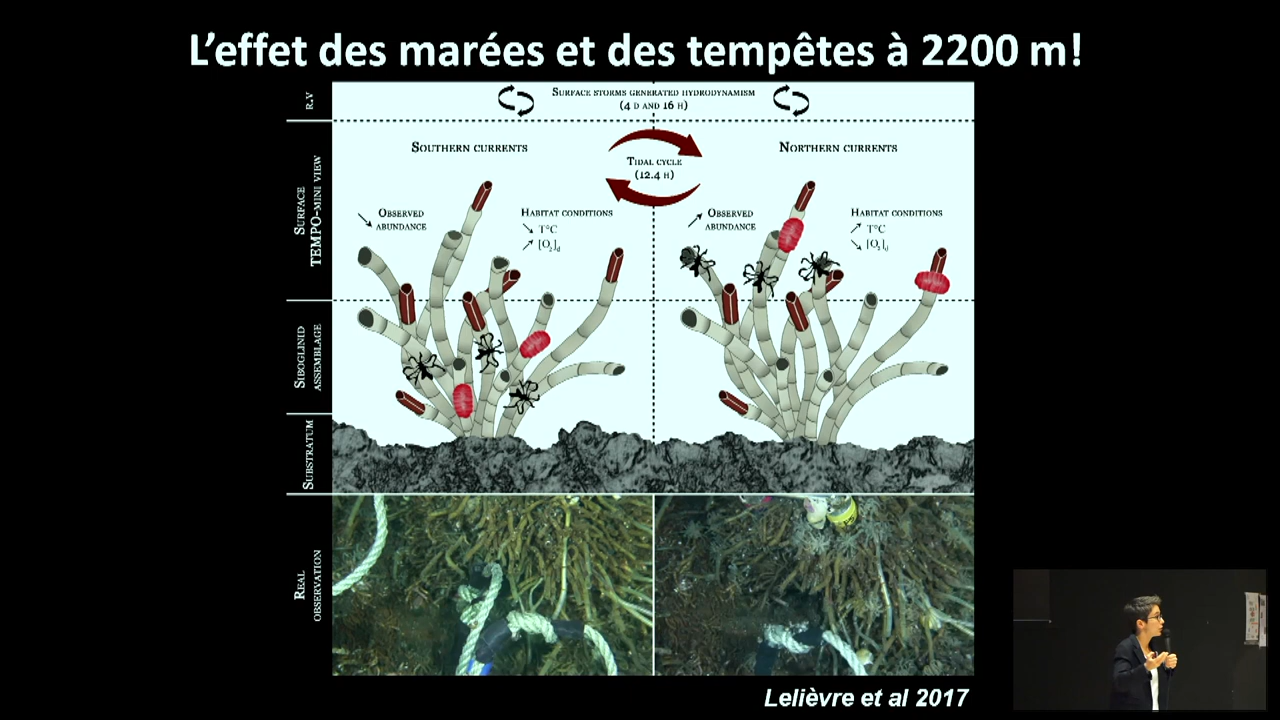 L'effet des marées et des tempêtes à 2200 m!
R.V
Surface storms generated hydrodynamism
(4 d and 16 h)
Surface
TEMPO-mini view
Southern currents
Tidal cycle
(12.4 h)
Northern currents
Observed
abundance
Habitat conditions
T°C
[O2]d
Observed
abundance
Habitat conditions
T°C
[O2]d
Siboglinid
assemblage
Substratum
Real
observation
Lelièvre et al 2017